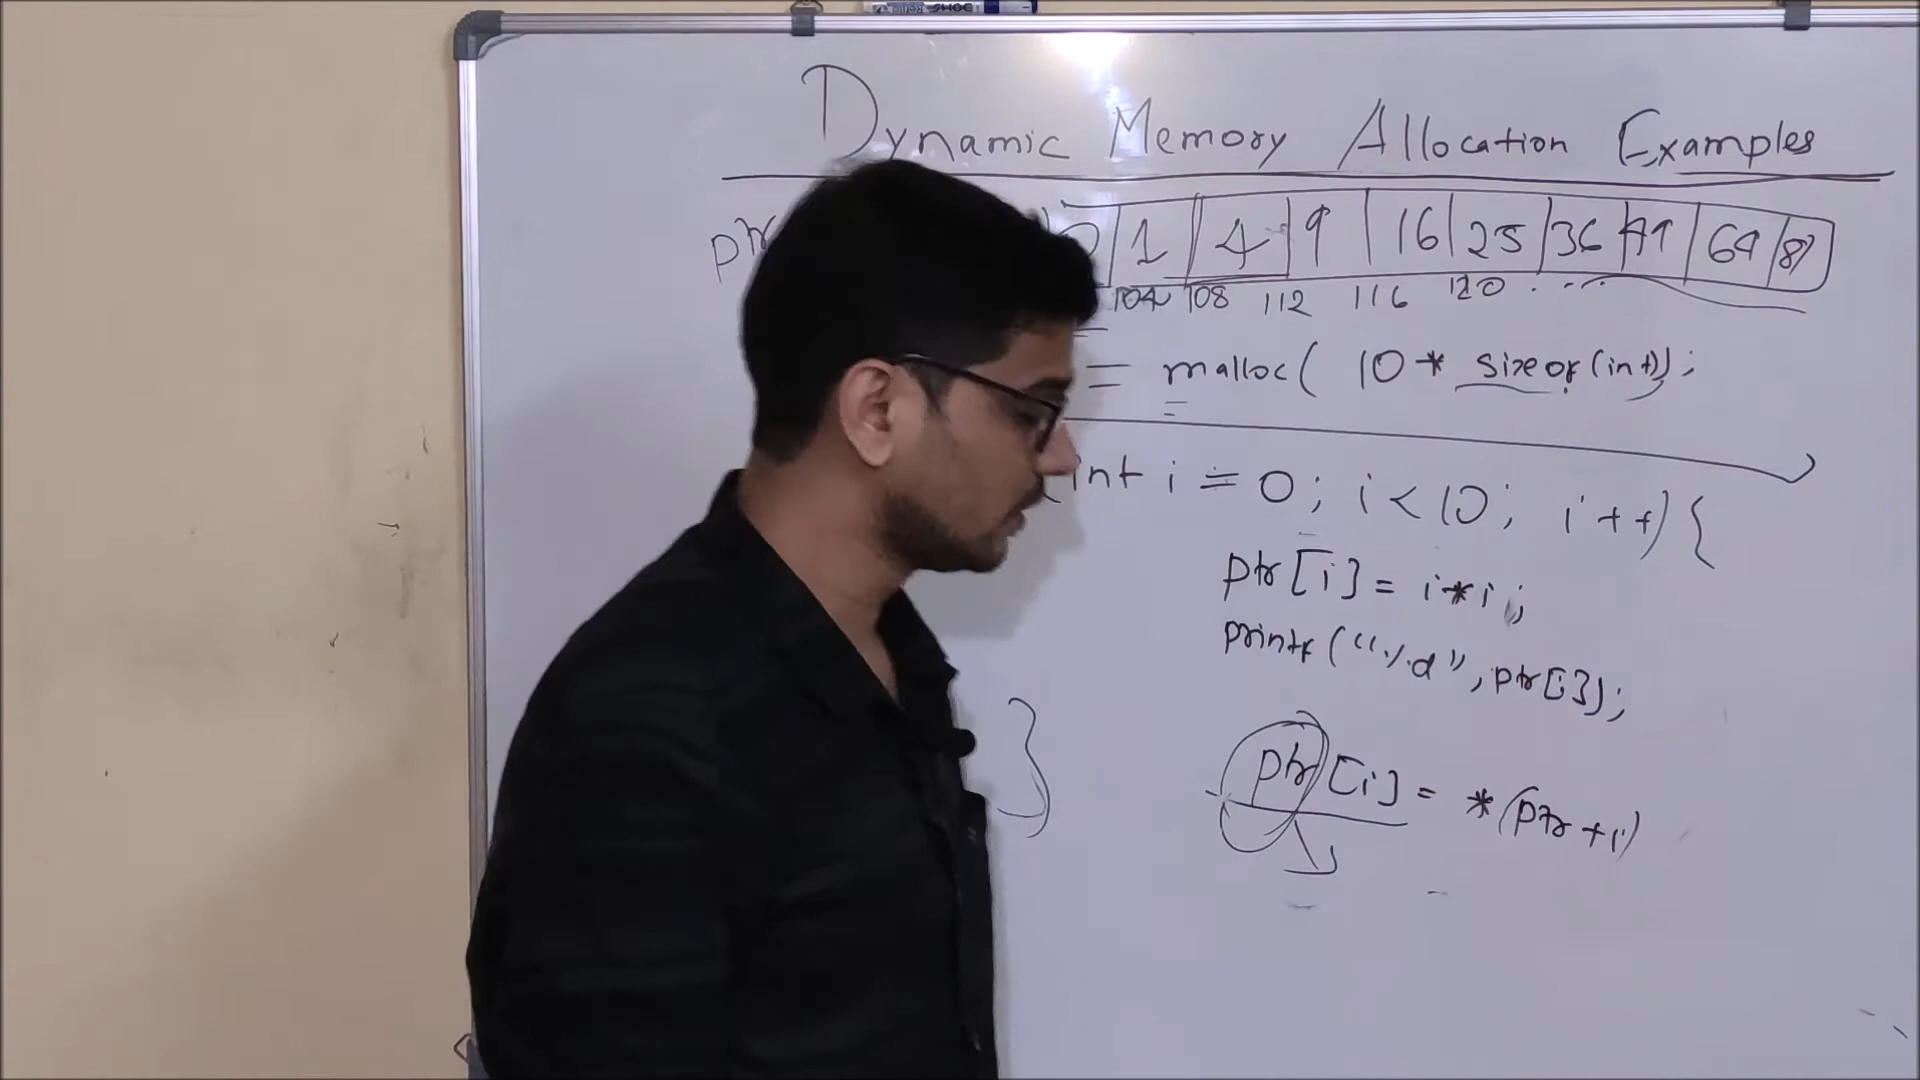 Dynamic Memory Allocation Examples
ptr 1 4 9 16 25 36 49 64 81
104 108 112 116 120 ....
= malloc( 10 * sizeof(int));
(int i = 0; i < 10; i++) {
ptr[i] = i*i;
printf("%d", ptr[i]);
}
ptr[i] = *(ptr+i)